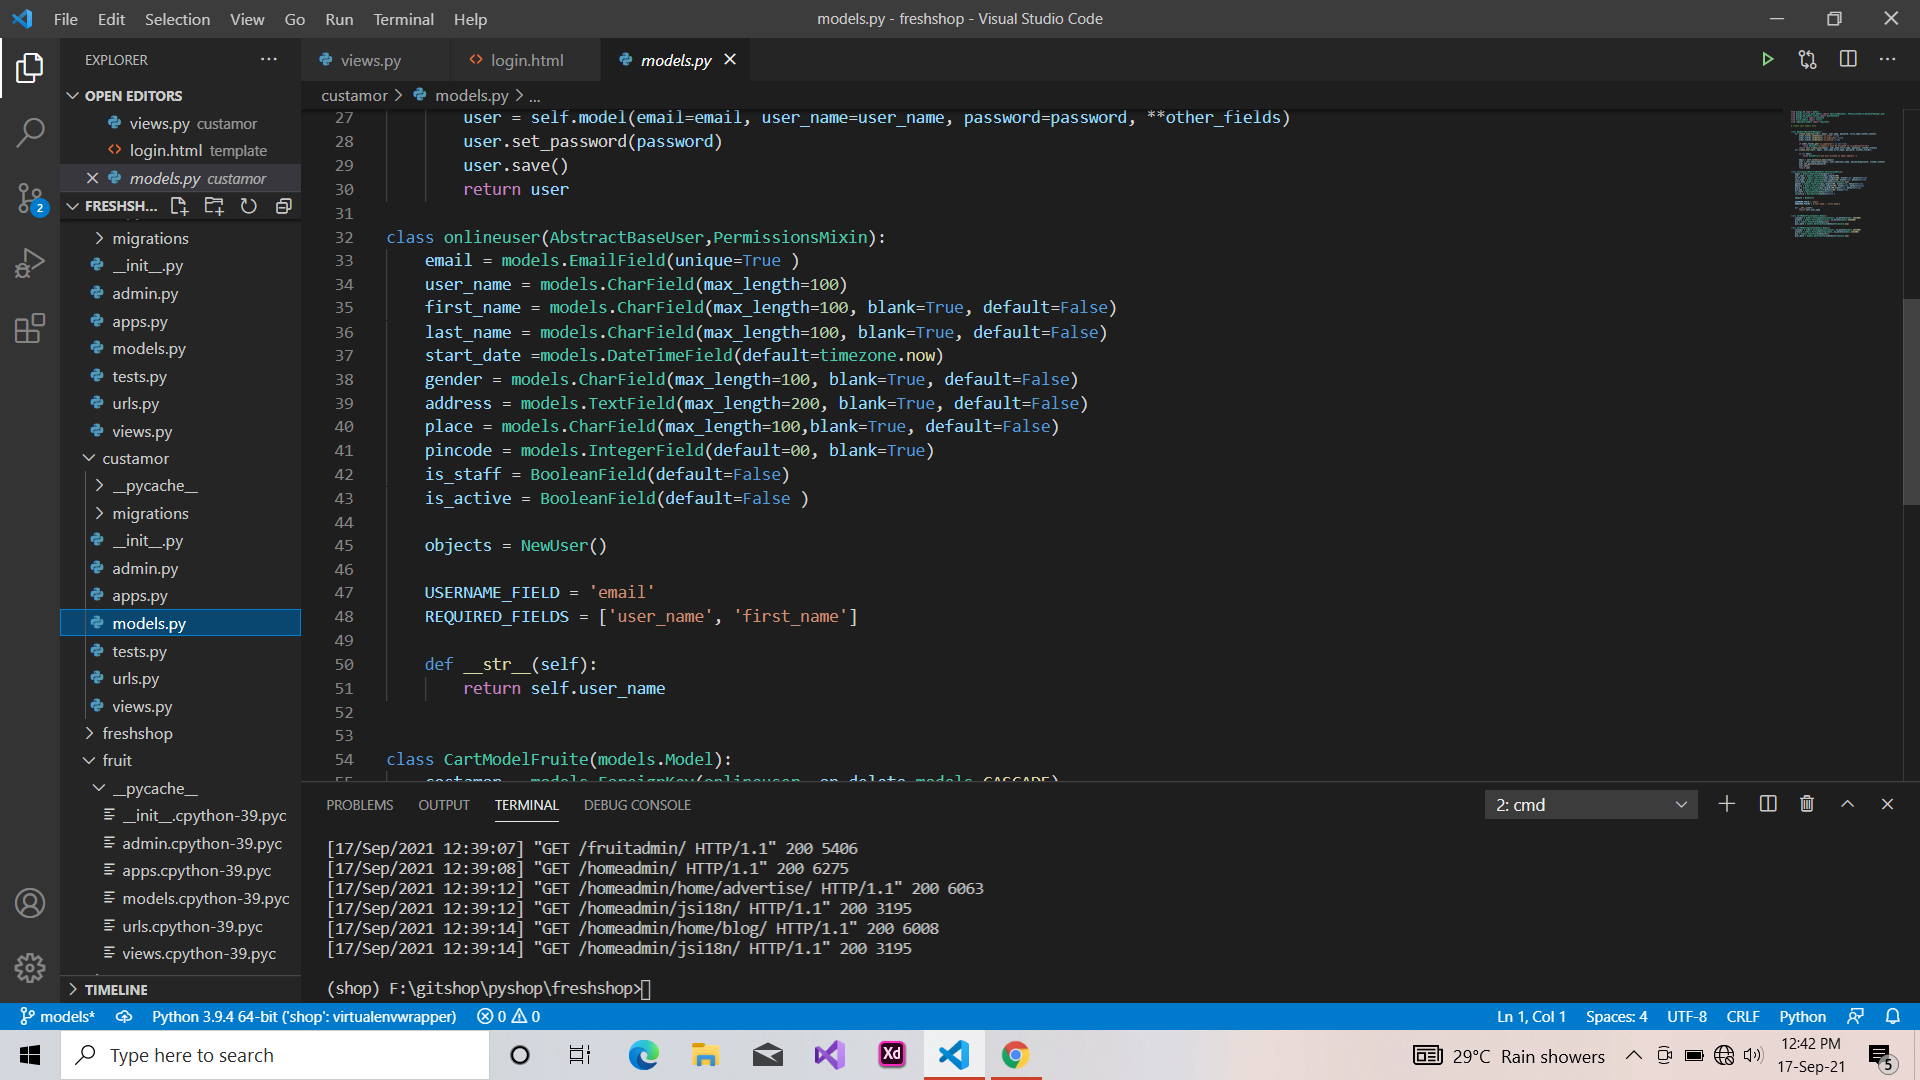 File Edit Selection View Go Run Terminal Help
models.py - freshshop - Visual Studio Code
EXPLORER
OPEN EDITORS
views.py custamor
login.html template
models.py custamor
2
FRESHSH...
migrations
__init__.py
admin.py
apps.py
models.py
tests.py
urls.py
views.py
custamor
__pycache__
migrations
__init__.py
admin.py
apps.py
models.py
tests.py
urls.py
views.py
freshshop
fruit
__pycache__
__init__.cpython-39.pyc
admin.cpython-39.pyc
apps.cpython-39.pyc
models.cpython-39.pyc
urls.cpython-39.pyc
views.cpython-39.pyc
TIMELINE
views.py
login.html
models.py
custamor > models.py > ...
27 user = self.model(email=email, user_name=user_name, password=password, **other_fields)
28 user.set_password(password)
29 user.save()
30 return user
31
32 class onlineuser(AbstractBaseUser,PermissionsMixin):
33 email = models.EmailField(unique=True )
34 user_name = models.CharField(max_length=100)
35 first_name = models.CharField(max_length=100, blank=True, default=False)
36 last_name = models.CharField(max_length=100, blank=True, default=False)
37 start_date =models.DateTimeField(default=timezone.now)
38 gender = models.CharField(max_length=100, blank=True, default=False)
39 address = models.TextField(max_length=200, blank=True, default=False)
40 place = models.CharField(max_length=100,blank=True, default=False)
41 pincode = models.IntegerField(default=00, blank=True)
42 is_staff = BooleanField(default=False)
43 is_active = BooleanField(default=False )
44
45 objects = NewUser()
46
47 USERNAME_FIELD = 'email'
48 REQUIRED_FIELDS = ['user_name', 'first_name']
49
50 def __str__(self):
51 return self.user_name
52
53
54 class CartModelFruite(models.Model):
PROBLEMS OUTPUT TERMINAL DEBUG CONSOLE
2: cmd
[17/Sep/2021 12:39:07] "GET /fruitadmin/ HTTP/1.1" 200 5406
[17/Sep/2021 12:39:08] "GET /homeadmin/ HTTP/1.1" 200 6275
[17/Sep/2021 12:39:12] "GET /homeadmin/home/advertise/ HTTP/1.1" 200 6063
[17/Sep/2021 12:39:12] "GET /homeadmin/jsi18n/ HTTP/1.1" 200 3195
[17/Sep/2021 12:39:14] "GET /homeadmin/home/blog/ HTTP/1.1" 200 6008
[17/Sep/2021 12:39:14] "GET /homeadmin/jsi18n/ HTTP/1.1" 200 3195
(shop) F:\gitshop\pyshop\freshshop>
models* Python 3.9.4 64-bit ('shop': virtualenvwrapper) 0 0
Ln 1, Col 1 Spaces: 4 UTF-8 CRLF Python
Type here to search
Xd
29°C Rain showers
12:42 PM
17-Sep-21
5